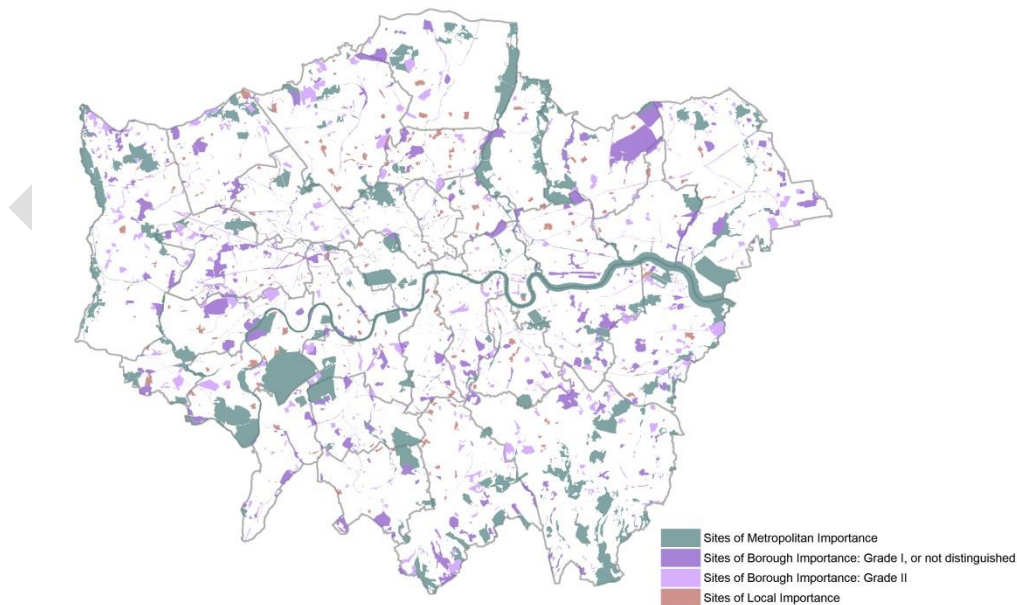 Sites of Metropolitan Importance
Sites of Borough Importance: Grade I, or not distinguished
Sites of Borough Importance: Grade II
Sites of Local Importance